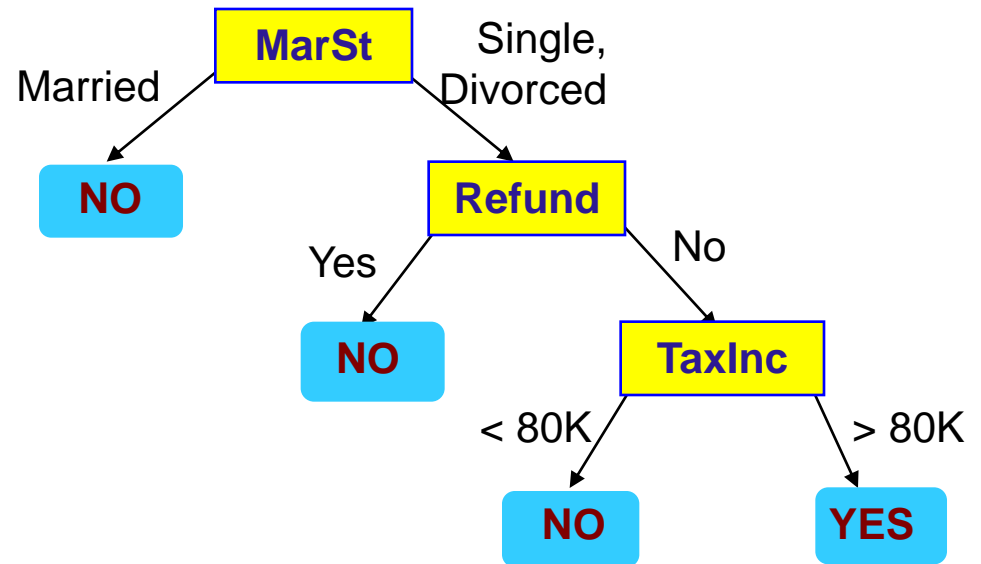 MarSt
Single,
Divorced
Married
NO
Refund
Yes
No
NO
TaxInc
< 80K
> 80K
NO
YES